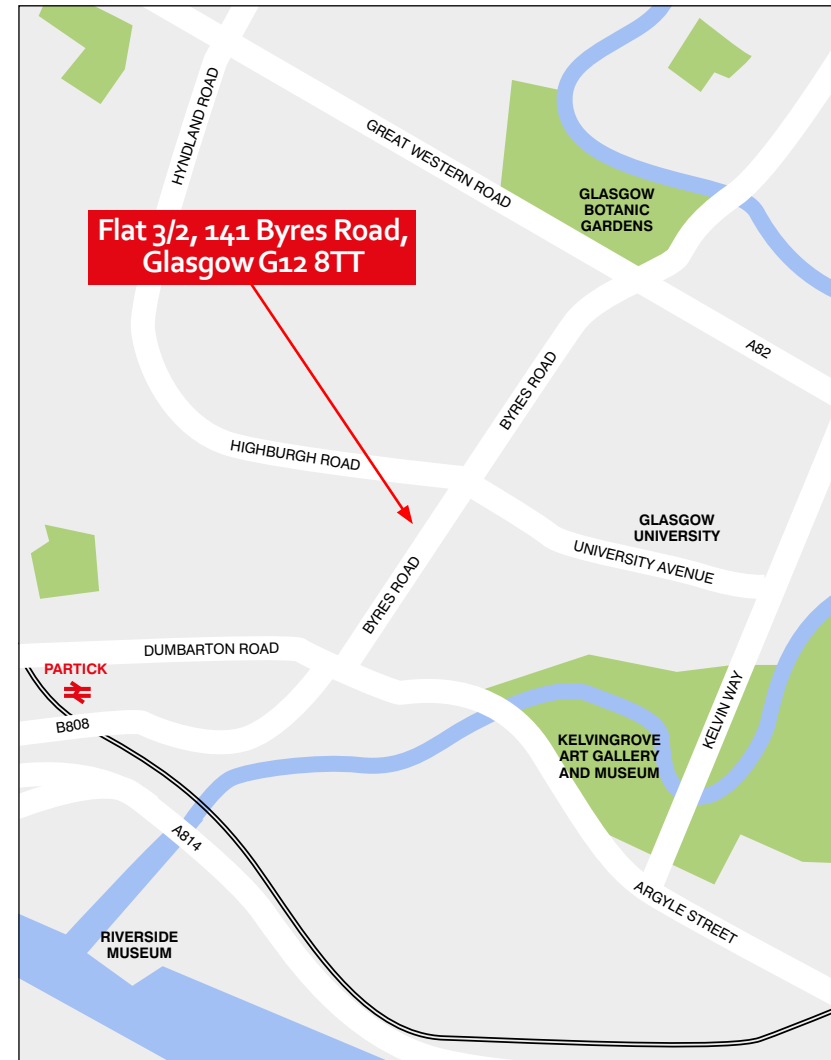 HYNDLAND ROAD
GREAT WESTERN ROAD
GLASGOW
BOTANIC
GARDENS
Flat 3/2, 141 Byres Road,
Glasgow G12 8TT
A82
BYRES ROAD
HIGHBURGH ROAD
GLASGOW
UNIVERSITY
UNIVERSITY AVENUE
BYRES ROAD
DUMBARTON ROAD
PARTICK
B808
KELVIN WAY
KELVINGROVE
ART GALLERY
AND MUSEUM
A814
ARGYLE STREET
RIVERSIDE
MUSEUM